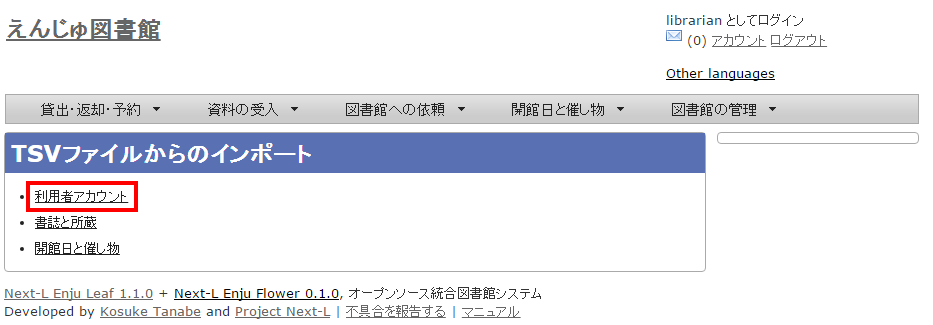 えんじゅ図書館
librarian としてログイン
(0) アカウント ログアウト
Other languages
貸出・返却・予約 資料の受入 図書館への依頼 開館日と催し物 図書館の管理
TSVファイルからのインポート
利用者アカウント
書誌と所蔵
開館日と催し物
Next-L Enju Leaf 1.1.0 + Next-L Enju Flower 0.1.0, オープンソース統合図書館システム
Developed by Kosuke Tanabe and Project Next-L | 不具合を報告する | マニュアル